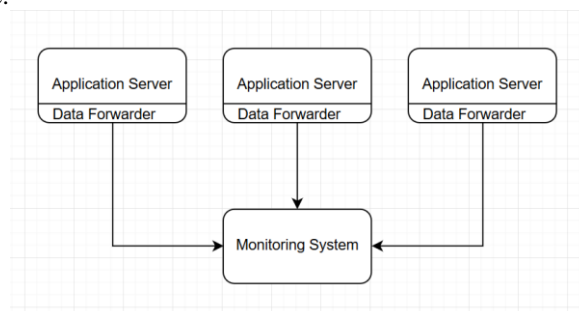 Application Server
Data Forwarder
Application Server
Data Forwarder
Application Server
Data Forwarder
Monitoring System